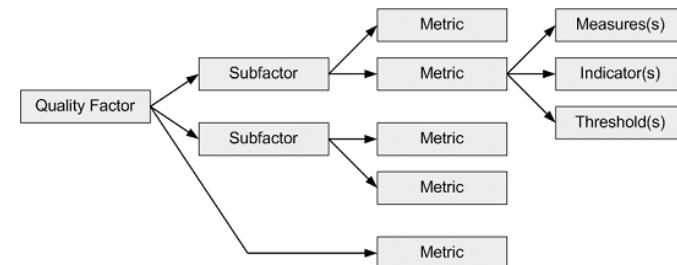 Metric
Measures(s)
Subfactor
Metric
Indicator(s)
Quality Factor
Threshold(s)
Subfactor
Metric
Metric
Metric